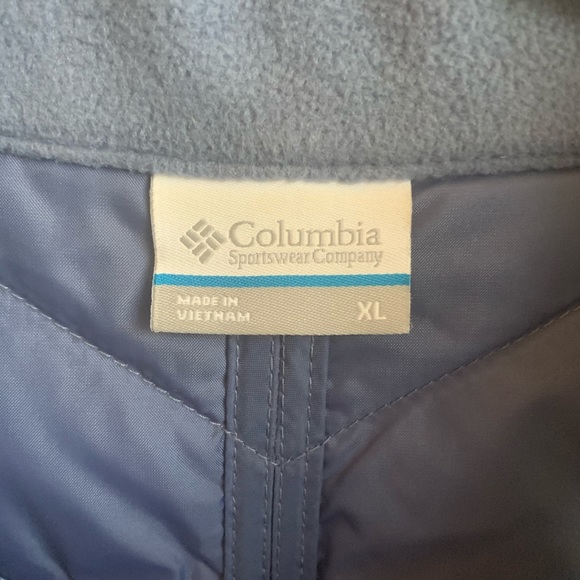 Columbia
Sportswear Company
MADE IN
VIETNAM
XL